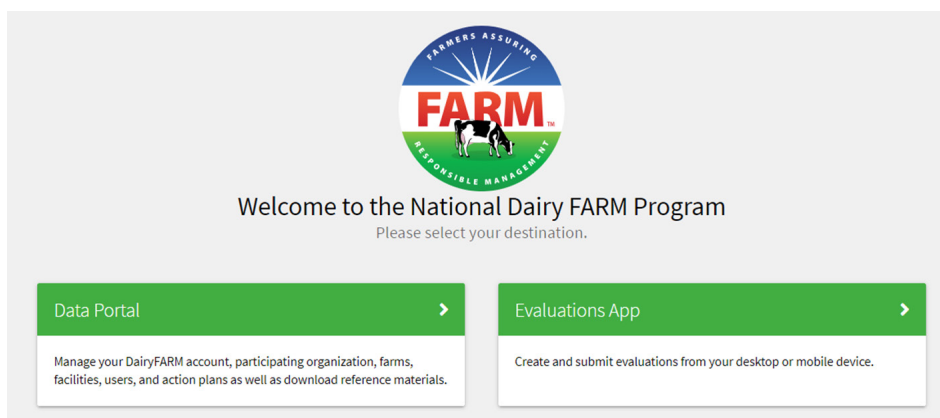 FARMERS ASSURING
FARM TM
RESPONSIBLE MANAGEMENT
Welcome to the National Dairy FARM Program
Please select your destination.
Data Portal
Manage your DairyFARM account, participating organization, farms,
facilities, users, and action plans as well as download reference materials.
Evaluations App
Create and submit evaluations from your desktop or mobile device.